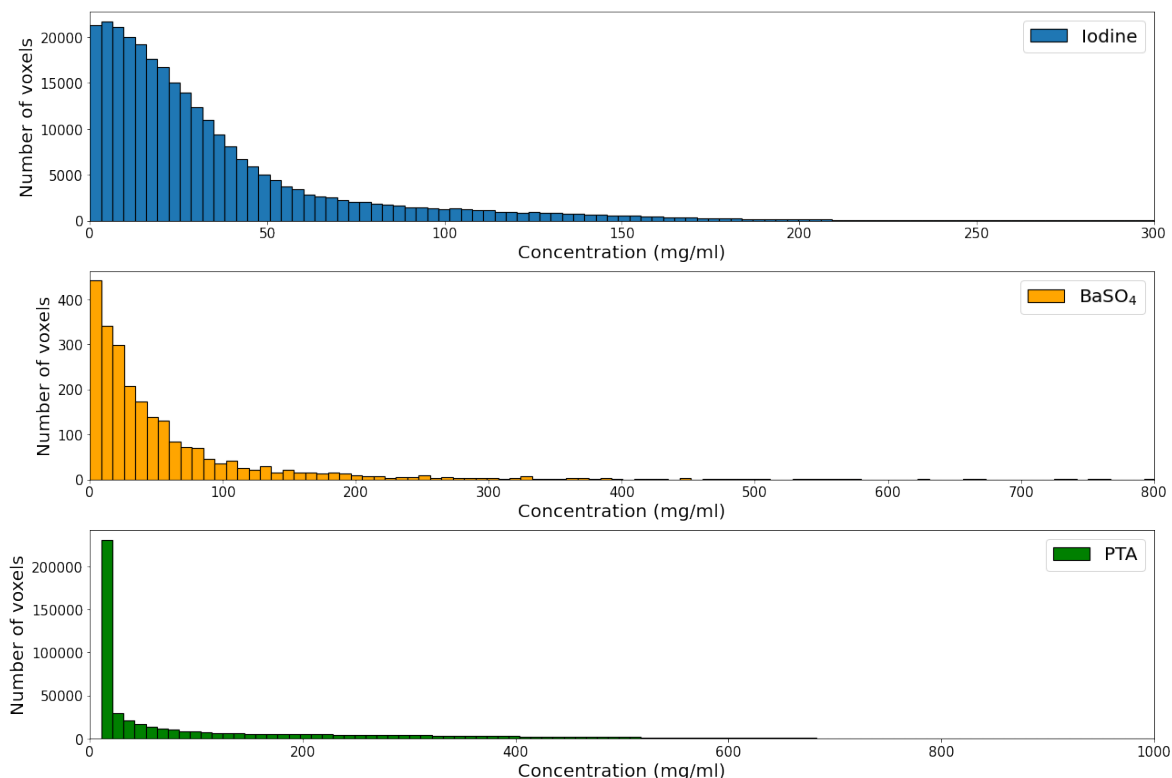 Number of voxels
20000
15000
10000
5000
0
Iodine
0 50 100 150 200 250 300
Concentration (mg/ml)
Number of voxels
400
300
200
100
0
BaSO₄
0 100 200 300 400 500 600 700 800
Concentration (mg/ml)
Number of voxels
200000
150000
100000
50000
0
PTA
0 200 400 600 800 1000
Concentration (mg/ml)